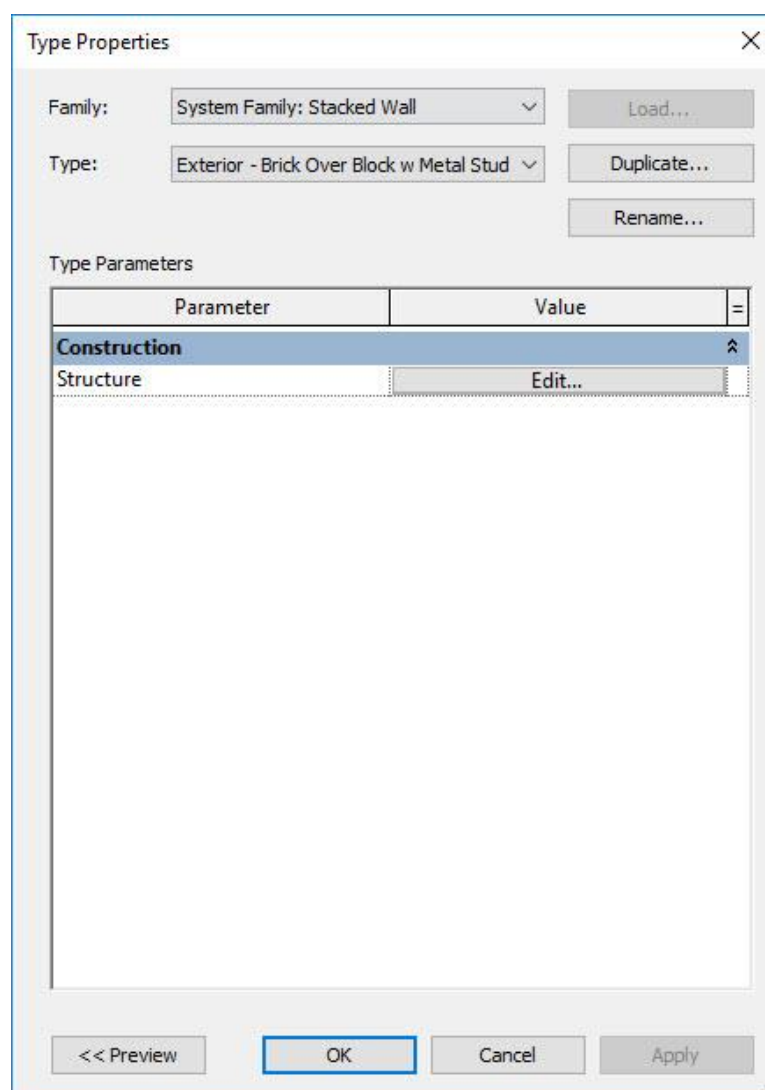 Type Properties
Family: System Family: Stacked Wall Load...
Type: Exterior - Brick Over Block w Metal Stud Duplicate...
Rename...
Type Parameters
Parameter Value =
Construction
Structure Edit...
<< Preview OK Cancel Apply